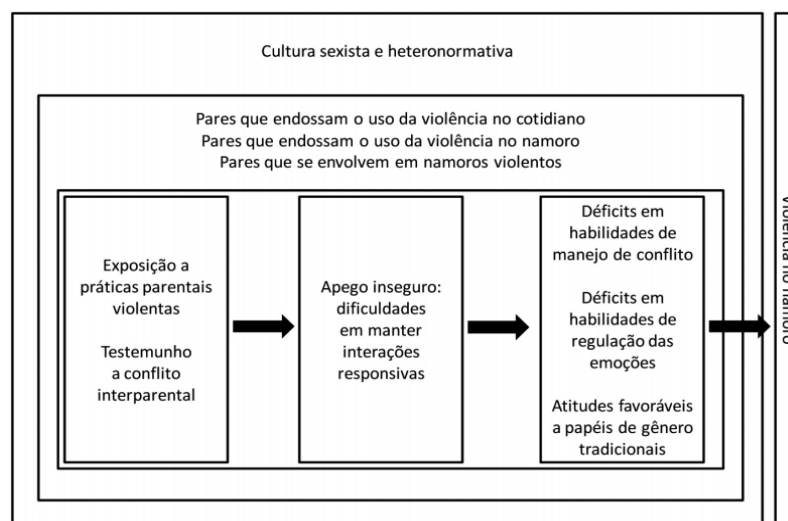 Cultura sexista e heteronormativa
Pares que endossam o uso da violência no cotidiano
Pares que endossam o uso da violência no namoro
Pares que se envolvem em namoros violentos
Exposição a
práticas parentais
violentas
Testemunho
a conflito
interparental
Apego inseguro:
dificuldades
em manter
interações
responsivas
Déficits em
habilidades de
manejo de conflito
Déficits em
habilidades de
regulação das
emoções
Atitudes favoráveis
a papéis de gênero
tradicionais
Violência no namoro